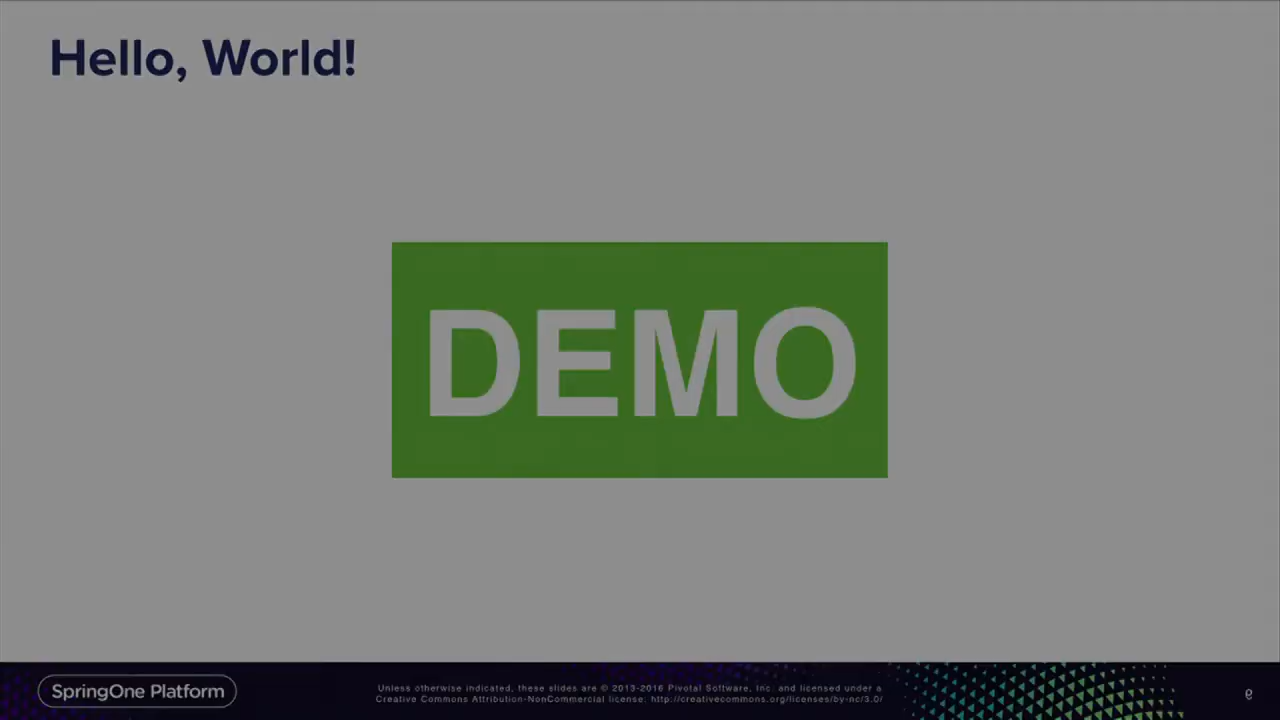 Hello, World!
DEMO
SpringOne Platform
Unless otherwise indicated, these slides are © 2013-2016 Pivotal Software, Inc. and licensed under a
Creative Commons Attribution-NonCommercial license: http://creativecommons.org/licenses/by-nc/3.0/